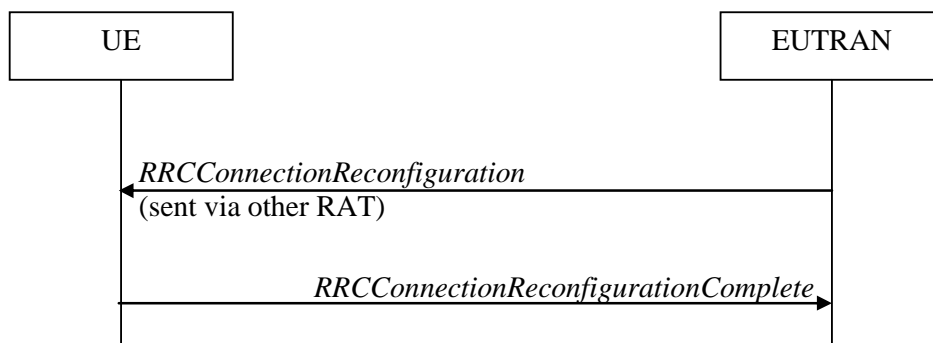 UE
EUTRAN
RRCConnectionReconfiguration
(sent via other RAT)
RRCConnectionReconfigurationComplete